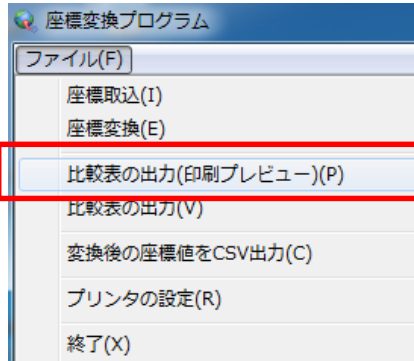 座標変換プログラム
ファイル(F)
座標取込(I)
座標変換(E)
比較表の出力(印刷プレビュー)(P)
比較表の出力(V)
変換後の座標値をCSV出力(C)
プリンタの設定(R)
終了(X)